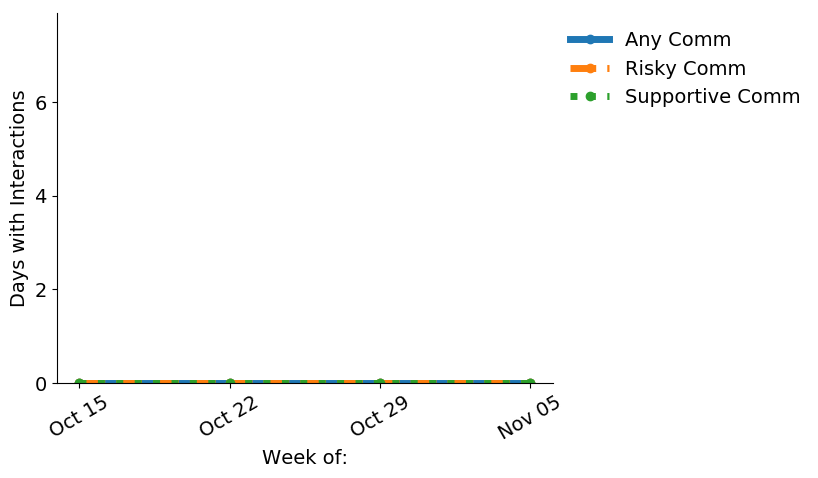 Any Comm
Risky Comm
Supportive Comm
Days with Interactions
6
4
2
0
Oct 15
Oct 22
Oct 29
Nov 05
Week of: